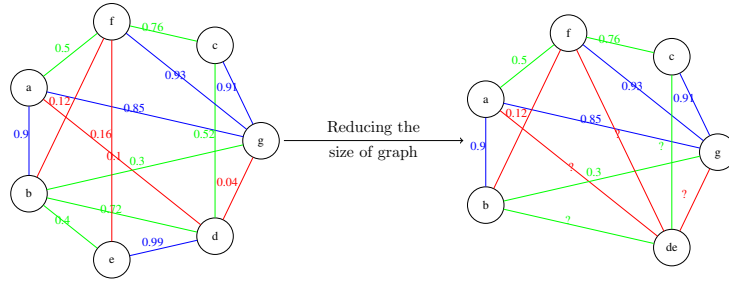 f
0.76
c
0.5
0.93
0.91
a
0.12
0.85
0.9
0.16
0.52
g
0.1
0.3
0.04
b
0.72
0.4
d
0.99
e
Reducing the
size of graph
f
0.76
c
0.5
0.93
0.91
a
0.12
0.85
?
0.9
?
g
?
0.3
?
b
?
de